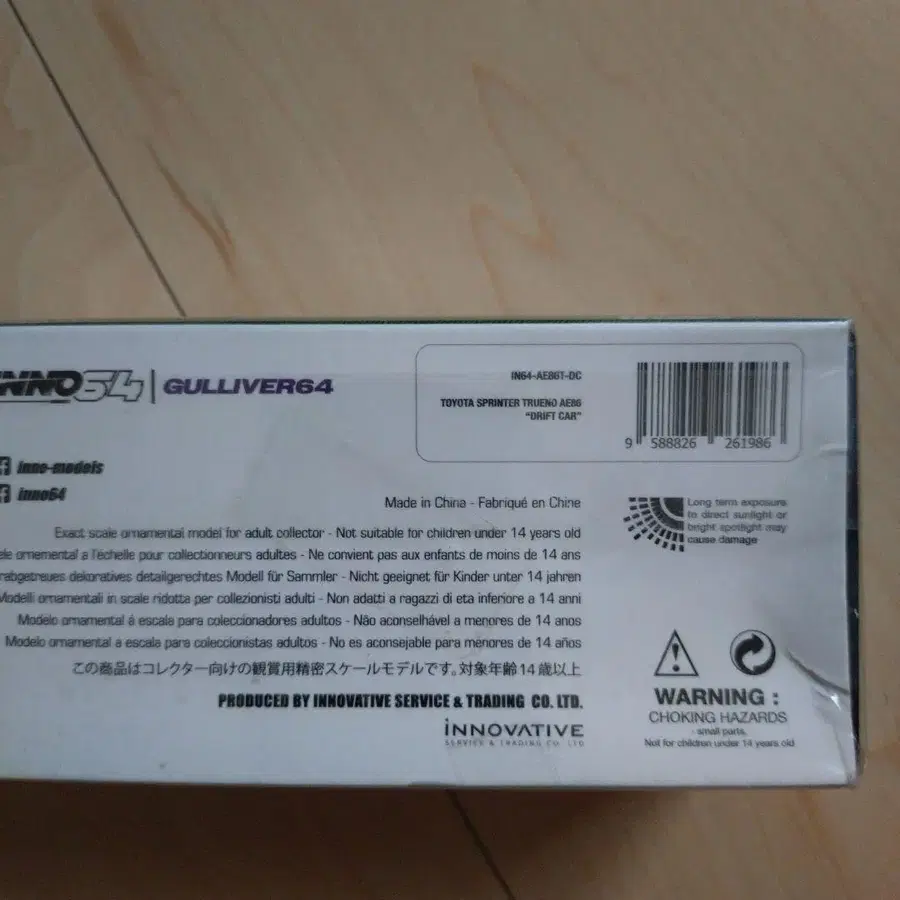 INNO64 | GULLIVER64
IN64-AE86T-DC
TOYOTA SPRINTER TRUENO AE86
"DRIFT CAR"
9 588826 261986
inno-models
inno64
Made in China - Fabriqué en Chine
Long term exposure
to direct sunlight or
bright spotlight may
cause damage
Exact scale ornamental model for adult collector - Not suitable for children under 14 years old
ornemental a l'échelle pour collectionneurs adultes - Ne convient pas aux enfants de moins de 14 ans
dekoratives detailgerechtes Modell für Sammler - Nicht geeignet für Kinder unter 14 jahren
Modelli ornamentali in scale ridotta per collezionisti adulti - Non adatti a ragazzi di eta inferiore a 14 anni
Modelo ornamental á escala para coleccionadores adultos - Não aconselhável a menores de 14 anos
Modelo ornamental a escala para coleccionistas adultos - No es aconsejable para menores de 14 años
この商品はコレクター向けの観賞用精密スケールモデルです。対象年齢14歳以上
PRODUCED BY INNOVATIVE SERVICE & TRADING CO. LTD.
INNOVATIVE
SERVICE & TRADING CO. LTD
WARNING :
CHOKING HAZARDS
- small parts.
Not for children under 14 years old